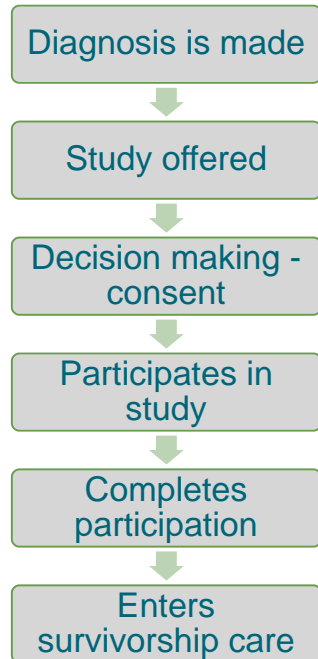 Diagnosis is made
Study offered
Decision making -
consent
Participates in
study
Completes
participation
Enters
survivorship care